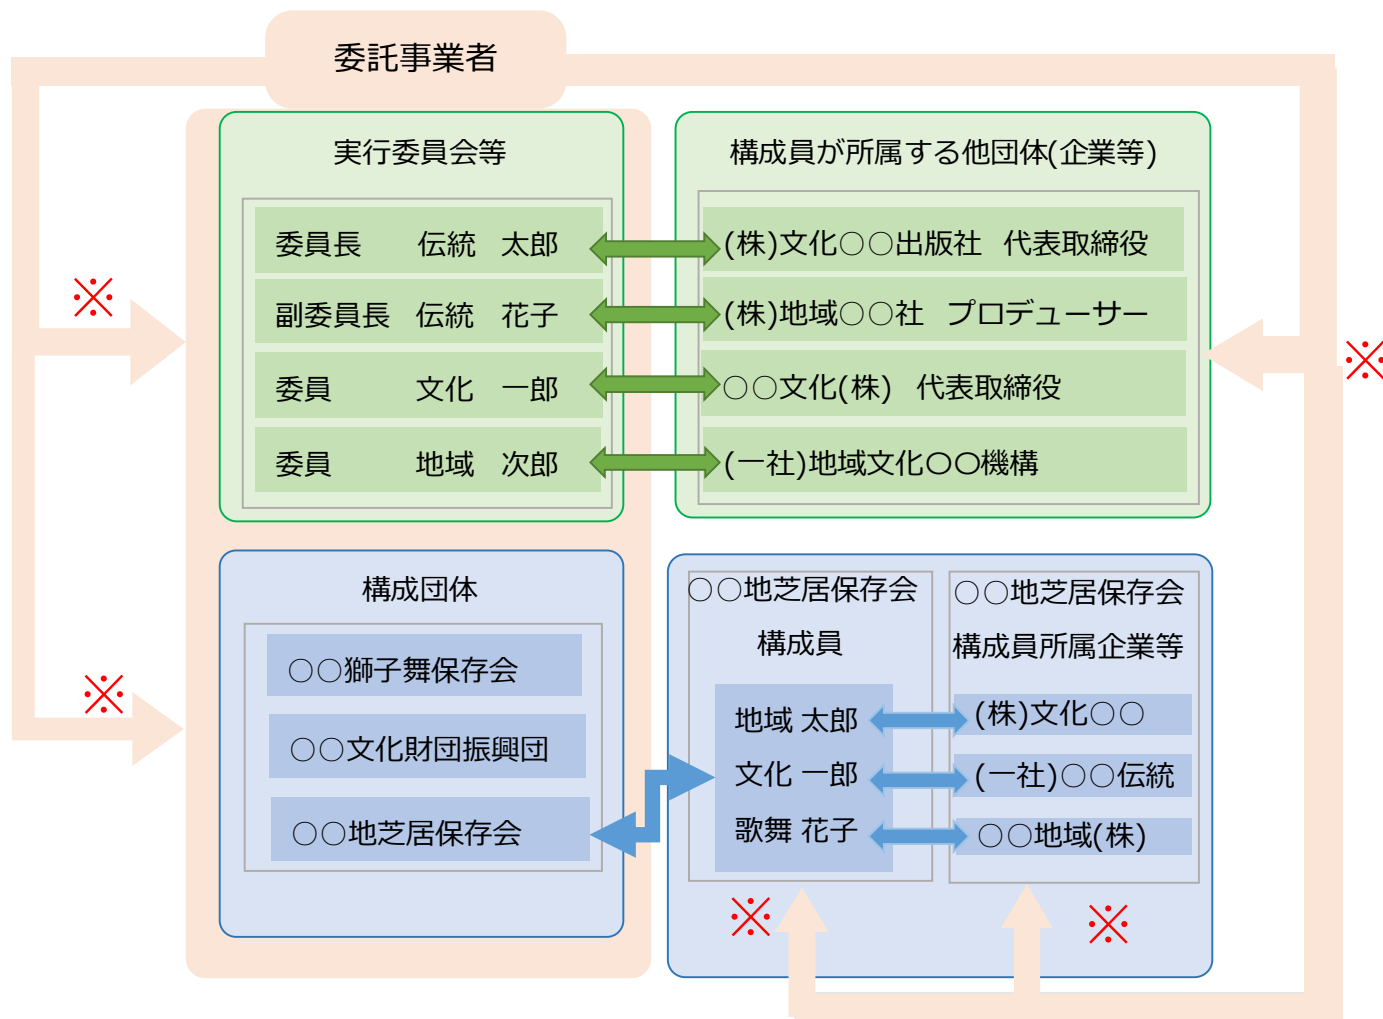 委託事業者
実行委員会等
委員長 伝統 太郎
副委員長 伝統 花子
委員 文化 一郎
委員 地域 次郎
構成員が所属する他団体(企業等)
(株)文化○○出版社 代表取締役
(株)地域○○社 プロデューサー
○○文化(株) 代表取締役
(一社)地域文化〇〇機構
※
※
構成団体
○○獅子舞保存会
○○文化財団振興団
○○地芝居保存会
※
○○地芝居保存会
構成員
地域 太郎
文化 一郎
歌舞 花子
○○地芝居保存会
構成員所属企業等
(株)文化○○
(一社)○○伝統
○○地域(株)
※
※